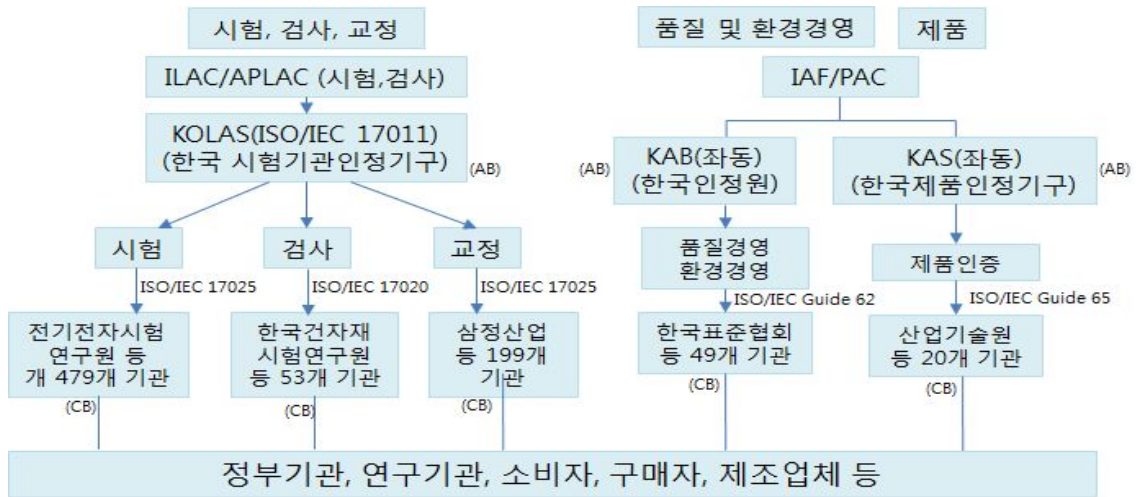 시험, 검사, 교정
품질 및 환경경영
제품
ILAC/APLAC (시험,검사)
IAF/PAC
KOLAS(ISO/IEC 17011)
(한국 시험기관인정기구)
(AB)
(AB)
KAB(좌동)
(한국인정원)
KAS(좌동)
(한국제품인정기구)
(AB)
시험
검사
교정
품질경영
환경경영
제품인증
ISO/IEC 17025
ISO/IEC 17020
ISO/IEC 17025
ISO/IEC Guide 62
ISO/IEC Guide 65
전기전자시험
연구원 등
개 479개 기관
한국건자재
시험연구원
등 53개 기관
삼정산업
등 199개
기관
한국표준협회
등 49개 기관
산업기술원
등 20개 기관
(CB)
(CB)
(CB)
(CB)
(CB)
정부기관, 연구기관, 소비자, 구매자, 제조업체 등